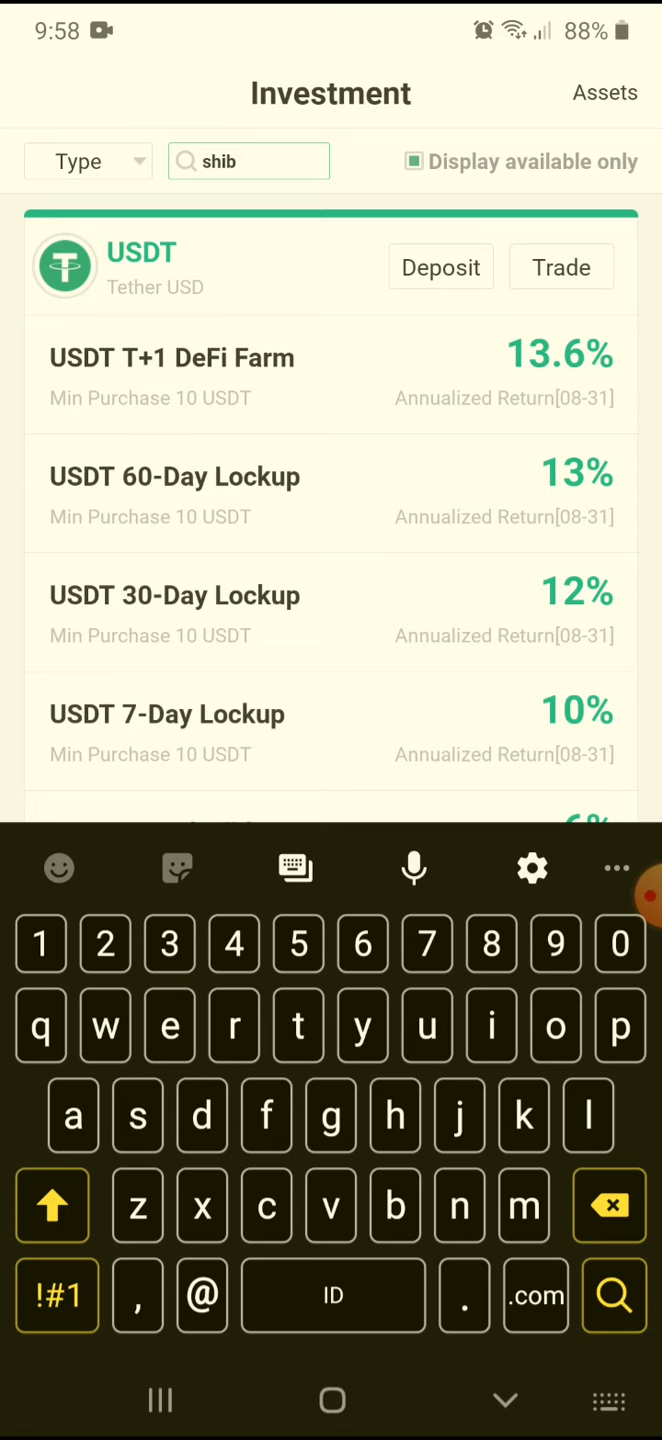 9:58 88%
Investment Assets
Type shib Display available only
USDT
Tether USD
Deposit Trade
USDT T+1 DeFi Farm 13.6%
Min Purchase 10 USDT Annualized Return[08-31]
USDT 60-Day Lockup 13%
Min Purchase 10 USDT Annualized Return[08-31]
USDT 30-Day Lockup 12%
Min Purchase 10 USDT Annualized Return[08-31]
USDT 7-Day Lockup 10%
Min Purchase 10 USDT Annualized Return[08-31]
1 2 3 4 5 6 7 8 9 0
q w e r t y u i o p
a s d f g h j k l
z x c v b n m
!#1 , @ ID . .com